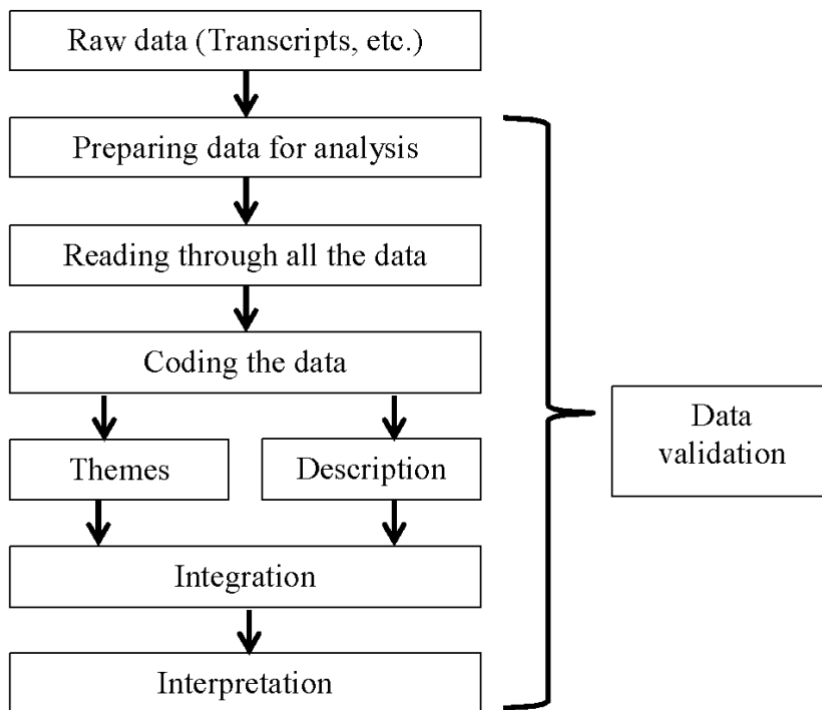 Raw data (Transcripts, etc.)
Preparing data for analysis
Reading through all the data
Coding the data
Themes
Description
Integration
Interpretation
Data
validation